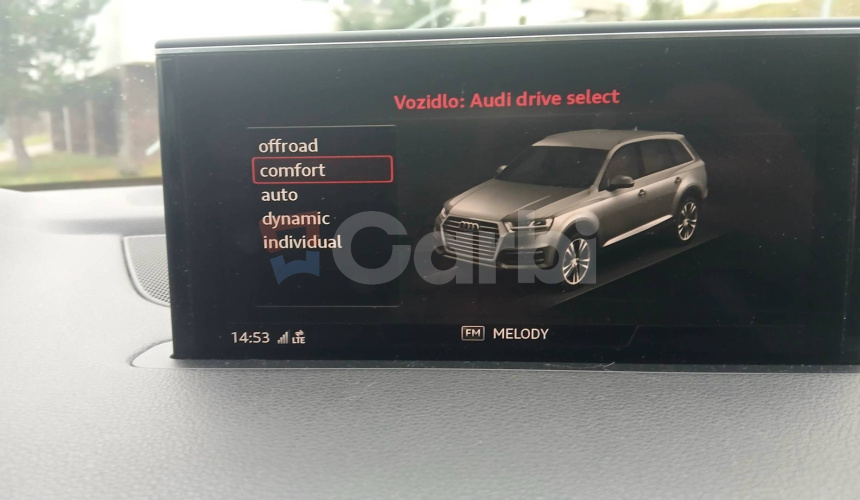 Vozidlo: Audi drive select
offroad
comfort
auto
dynamic
individual
Carbi
14:53 LTE
FM MELODY